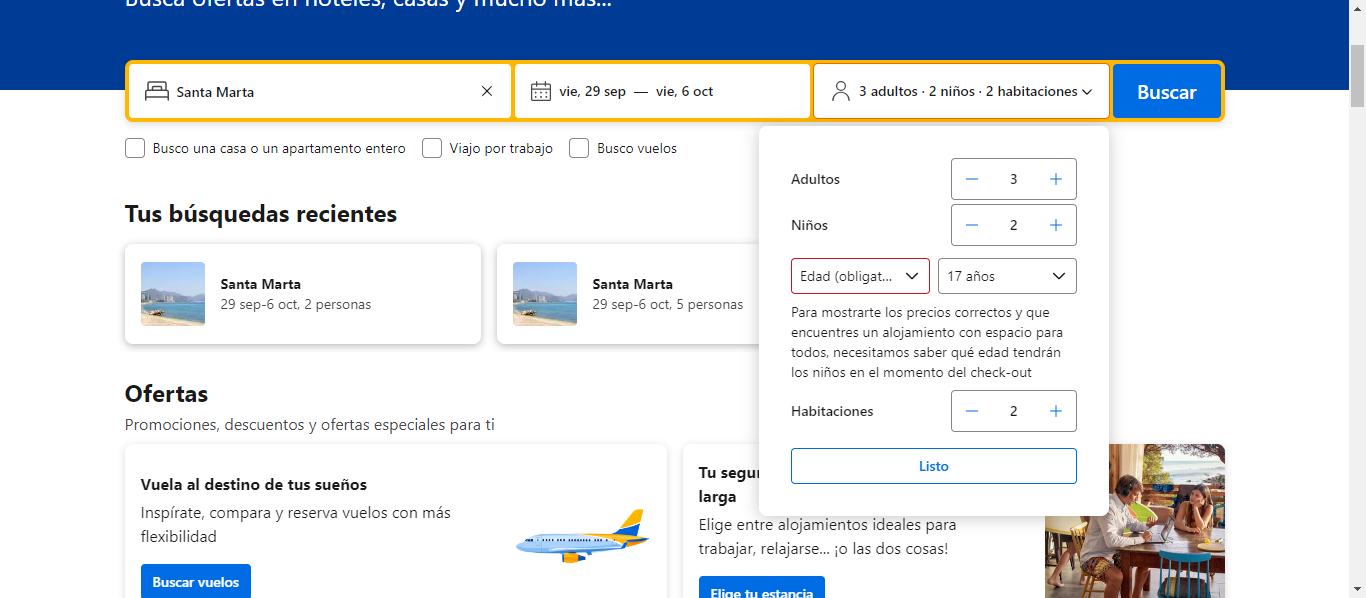 Busca ofertas en hoteles, casas y mucho más...
Santa Marta
vie, 29 sep — vie, 6 oct
3 adultos · 2 niños · 2 habitaciones
Buscar
Busco una casa o un apartamento entero
Viajo por trabajo
Busco vuelos
Adultos
3
Niños
2
Edad (obligat...
17 años
Para mostrarte los precios correctos y que
encuentres un alojamiento con espacio para
todos, necesitamos saber qué edad tendrán
los niños en el momento del check-out
Habitaciones
2
Listo
Tus búsquedas recientes
Santa Marta
29 sep-6 oct, 2 personas
Santa Marta
29 sep-6 oct, 5 personas
Ofertas
Promociones, descuentos y ofertas especiales para ti
Vuela al destino de tus sueños
Inspírate, compara y reserva vuelos con más
flexibilidad
Buscar vuelos
Tu segu
larga
Elige entre alojamientos ideales para
trabajar, relajarse... ¡o las dos cosas!
Elige tu estancia